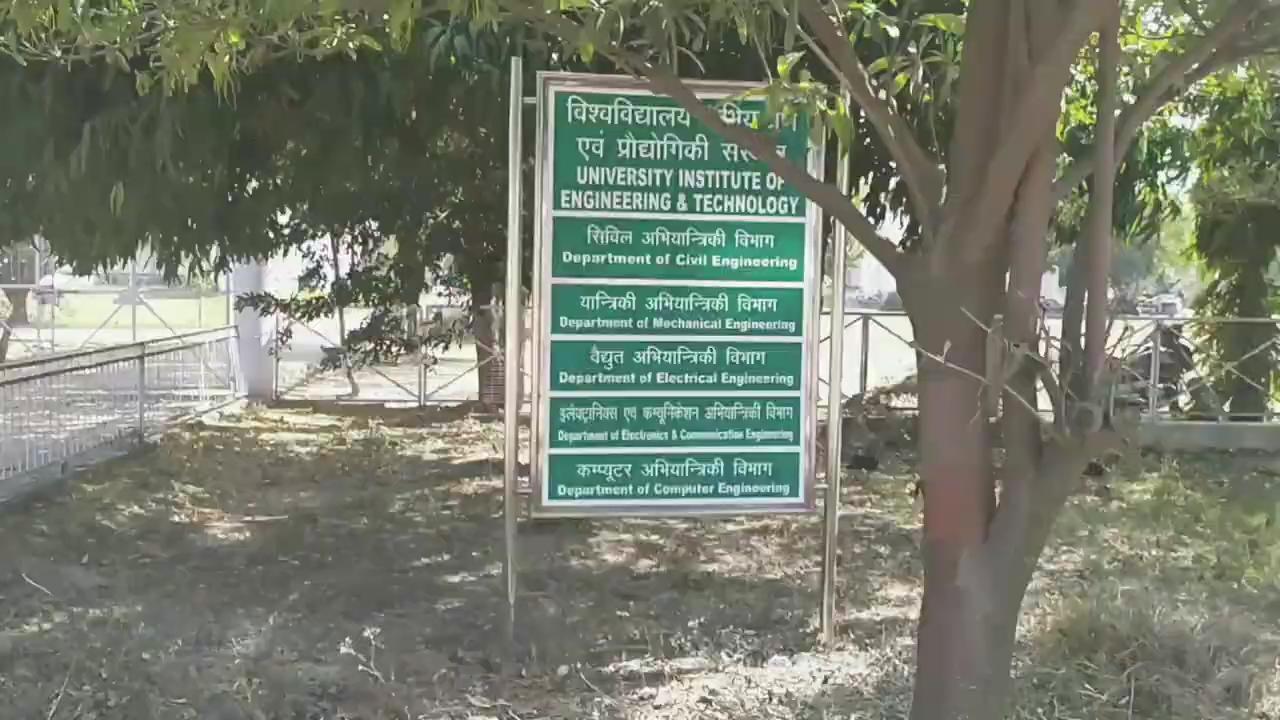 विश्वविद्यालय
एवं प्रौद्योगिकी
UNIVERSITY INSTITUTE OF
ENGINEERING & TECHNOLOGY
सिविल अभियान्त्रिकी विभाग
Department of Civil Engineering
यान्त्रिकी अभियान्त्रिकी विभाग
Department of Mechanical Engineering
वैद्युत अभियान्त्रिकी विभाग
Department of Electrical Engineering
इलैक्ट्रानिक्स एवं कम्यूनिकेशन अभियान्त्रिकी विभाग
Department of Electronics & Communication Engineering
कम्प्यूटर अभियान्त्रिकी विभाग
Department of Computer Engineering